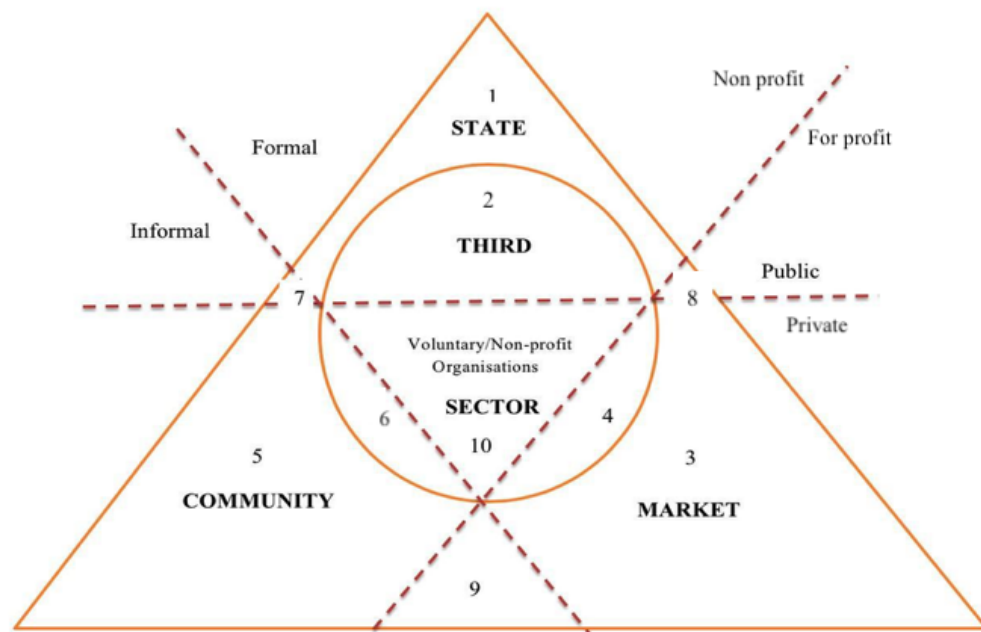 Non profit
1
STATE
For profit
Formal
2
Informal
THIRD
Public
7
8
Private
Voluntary/Non-profit
Organisations
SECTOR
6
4
10
5
3
COMMUNITY
MARKET
9